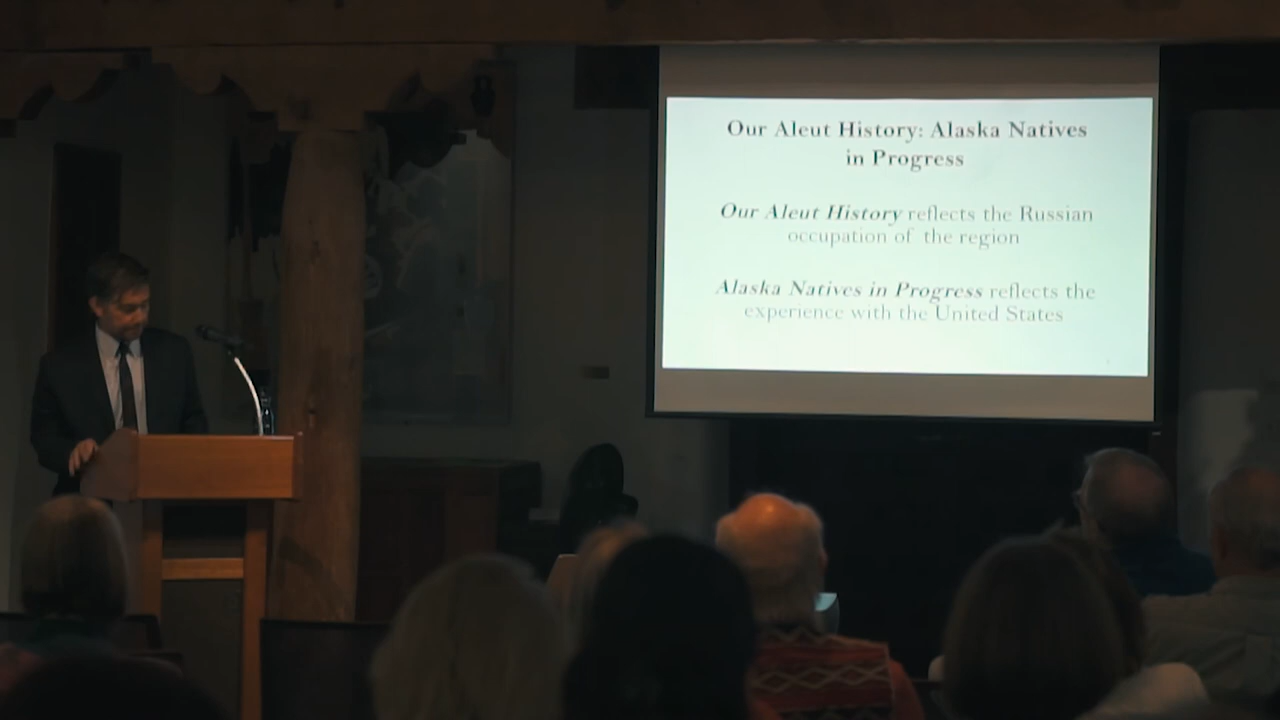 Our Aleut History: Alaska Natives
in Progress
Our Aleut History reflects the Russian
occupation of the region
Alaska Natives in Progress reflects the
experience with the United States